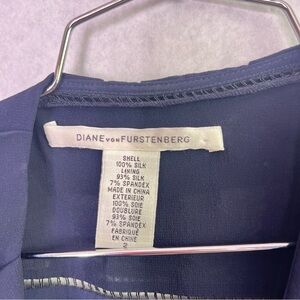 DIANE VON FURSTENBERG
SHELL
100% SILK
LINING
93% SILK
7% SPANDEX
MADE IN CHINA
EXTERIEUR
100% SOIE
DOUBLURE
93% SOIE
7% SPANDEX
FABRIQUÉ
EN CHINE
2